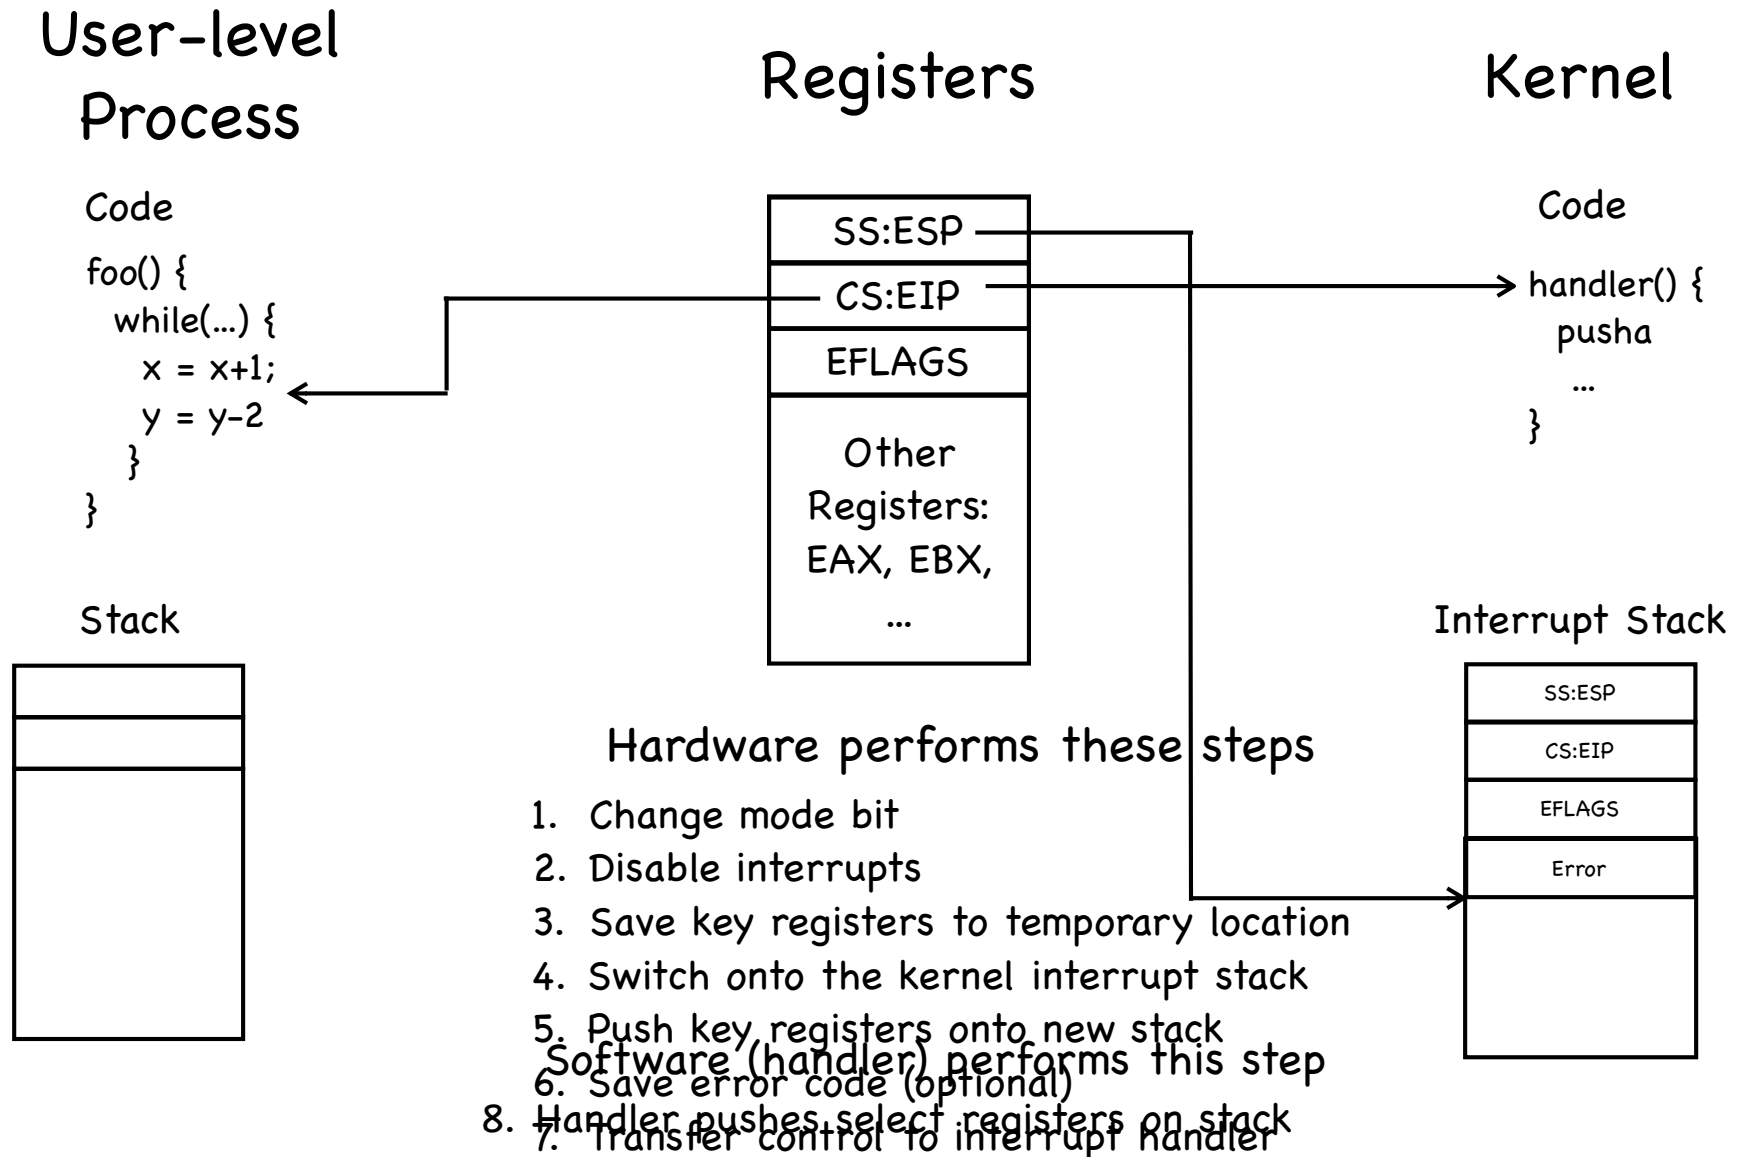 User-level
Process
Registers
Kernel
Code
foo() {
while(...) {
x = x+1;
y = y-2
}
}
Stack
SS:ESP
CS:EIP
EFLAGS
Other
Registers:
EAX, EBX,
...
Code
handler() {
pusha
...
}
Interrupt Stack
SS:ESP
CS:EIP
EFLAGS
Error
Hardware performs these steps
1. Change mode bit
2. Disable interrupts
3. Save key registers to temporary location
4. Switch onto the kernel interrupt stack
5. Push key registers onto new stack
6. Save error code (optional)
7. Transfer control to interrupt handler
Software (handler) performs this step
8. Handler pushes select registers on stack